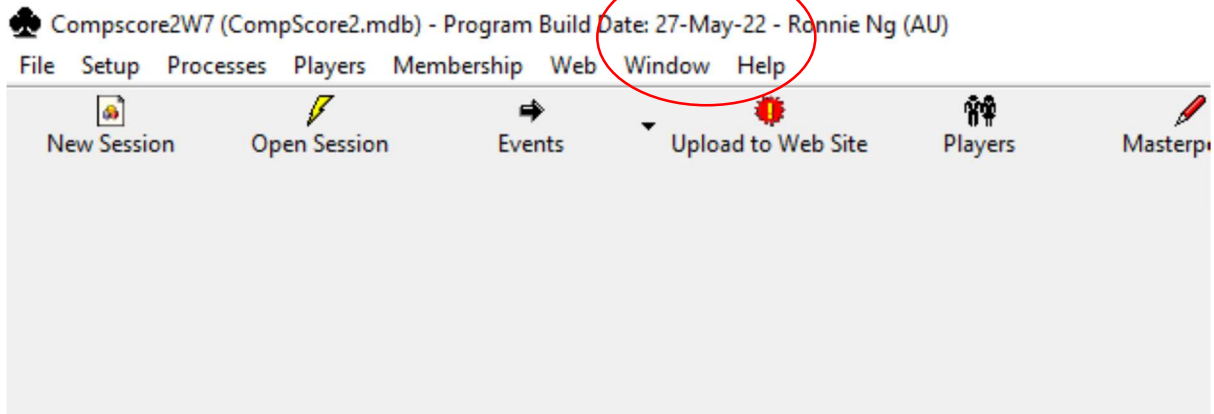 Compscore2W7 (CompScore2.mdb) - Program Build Date: 27-May-22 - Ronnie Ng (AU)
File Setup Processes Players Membership Web Window Help
New Session Open Session Events Upload to Web Site Players